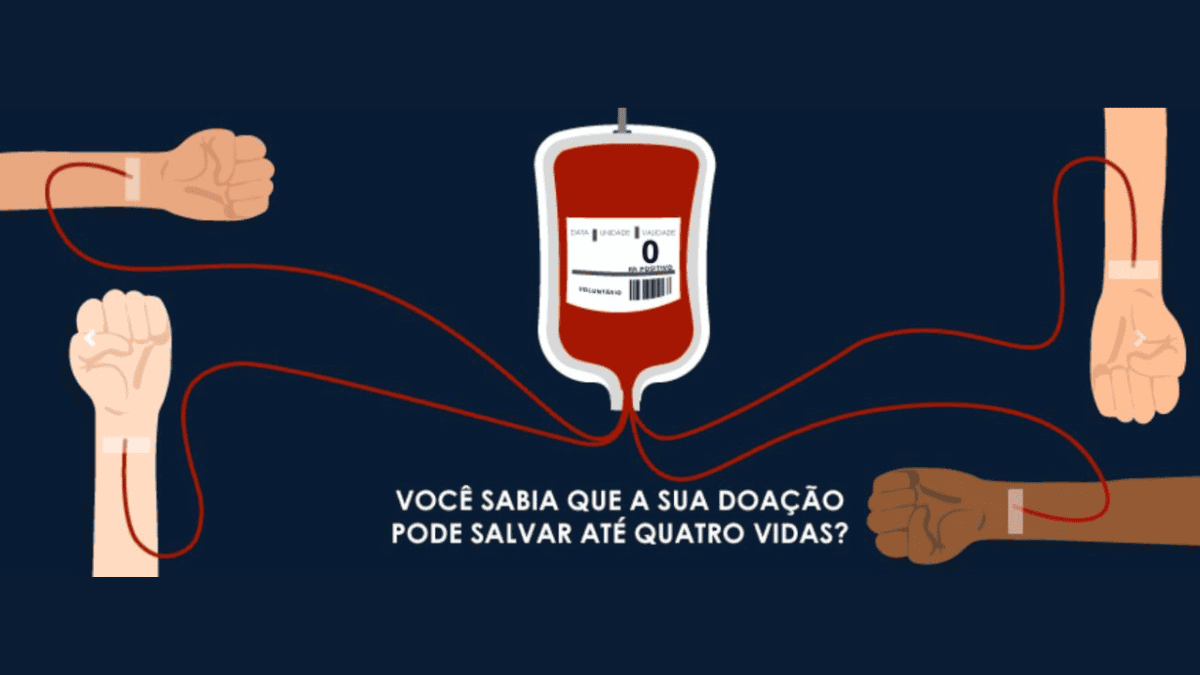 DATA UNIDADE VALIDADE
0
RH POSITIVO
VOLUNTÁRIO
VOCÊ SABIA QUE A SUA DOAÇÃO
PODE SALVAR ATÉ QUATRO VIDAS?